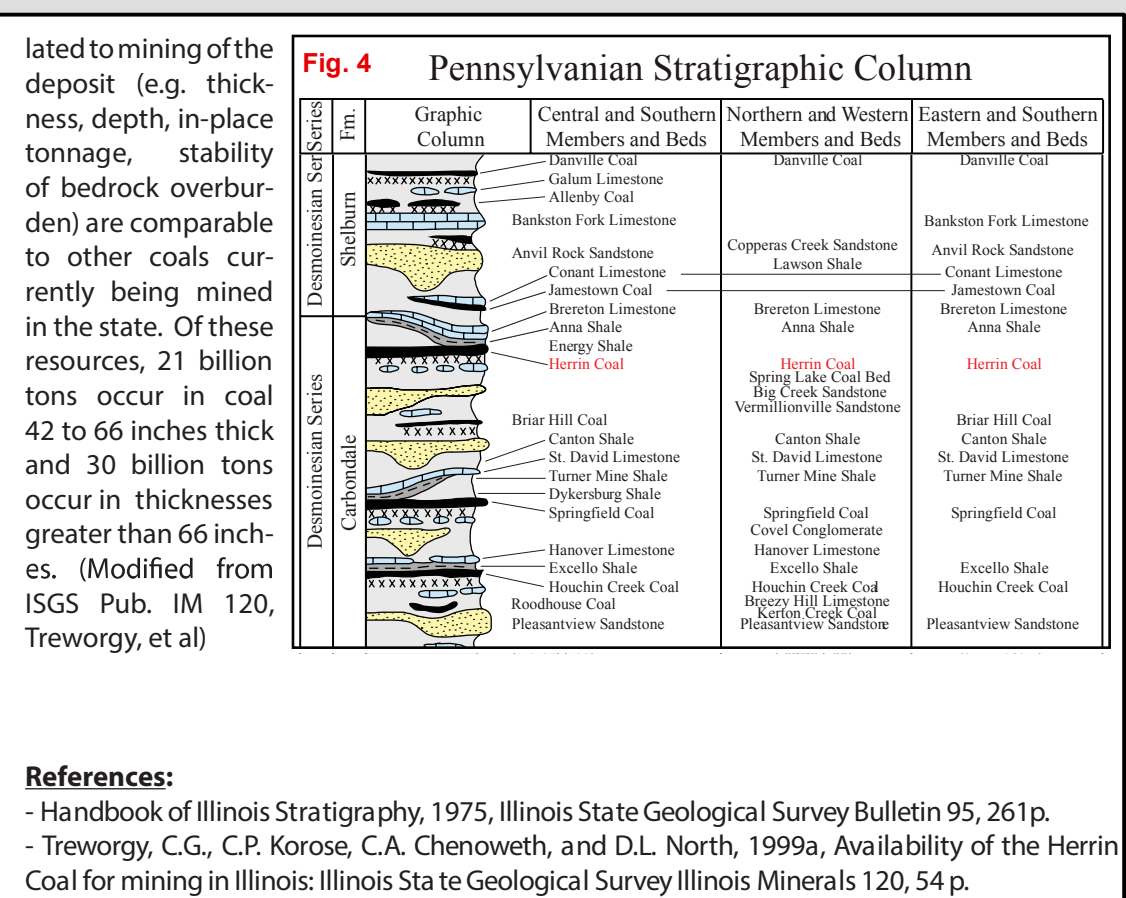 lated to mining of the
deposit (e.g. thick-
ness, depth, in-place
tonnage, stability
of bedrock overbur-
den) are comparable
to other coals cur-
rently being mined
in the state. Of these
resources, 21 billion
tons occur in coal
42 to 66 inches thick
and 30 billion tons
occur in thicknesses
greater than 66 inch-
es. (Modified from
ISGS Pub. IM 120,
Treworgy, et al)
Fig. 4
Pennsylvanian Stratigraphic Column
Series
Fm.
Graphic
Column
Central and Southern
Members and Beds
Northern and Western
Members and Beds
Eastern and Southern
Members and Beds
Desmoinesian Ser
Shelburn
Desmoinesian Series
Carbondale
Danville Coal
Galum Limestone
Allenby Coal
Bankston Fork Limestone
Anvil Rock Sandstone
Conant Limestone
Jamestown Coal
Brereton Limestone
Anna Shale
Energy Shale
Herrin Coal
Briar Hill Coal
Canton Shale
St. David Limestone
Turner Mine Shale
Dykersburg Shale
Springfield Coal
Hanover Limestone
Excello Shale
Houchin Creek Coal
Roodhouse Coal
Pleasantview Sandstone
Danville Coal
Copperas Creek Sandstone
Lawson Shale
Brereton Limestone
Anna Shale
Herrin Coal
Spring Lake Coal Bed
Big Creek Sandstone
Vermillionville Sandstone
Canton Shale
St. David Limestone
Turner Mine Shale
Springfield Coal
Covel Conglomerate
Hanover Limestone
Excello Shale
Houchin Creek Coal
Breezy Hill Limestone
Kerton Creek Coal
Pleasantview Sandstone
Danville Coal
Bankston Fork Limestone
Anvil Rock Sandstone
Conant Limestone
Jamestown Coal
Brereton Limestone
Anna Shale
Herrin Coal
Briar Hill Coal
Canton Shale
St. David Limestone
Turner Mine Shale
Springfield Coal
Excello Shale
Houchin Creek Coal
Pleasantview Sandstone
References:
- Handbook of Illinois Stratigraphy, 1975, Illinois State Geological Survey Bulletin 95, 261p.
- Treworgy, C.G., C.P. Korose, C.A. Chenoweth, and D.L. North, 1999a, Availability of the Herrin
Coal for mining in Illinois: Illinois State Geological Survey Illinois Minerals 120, 54 p.